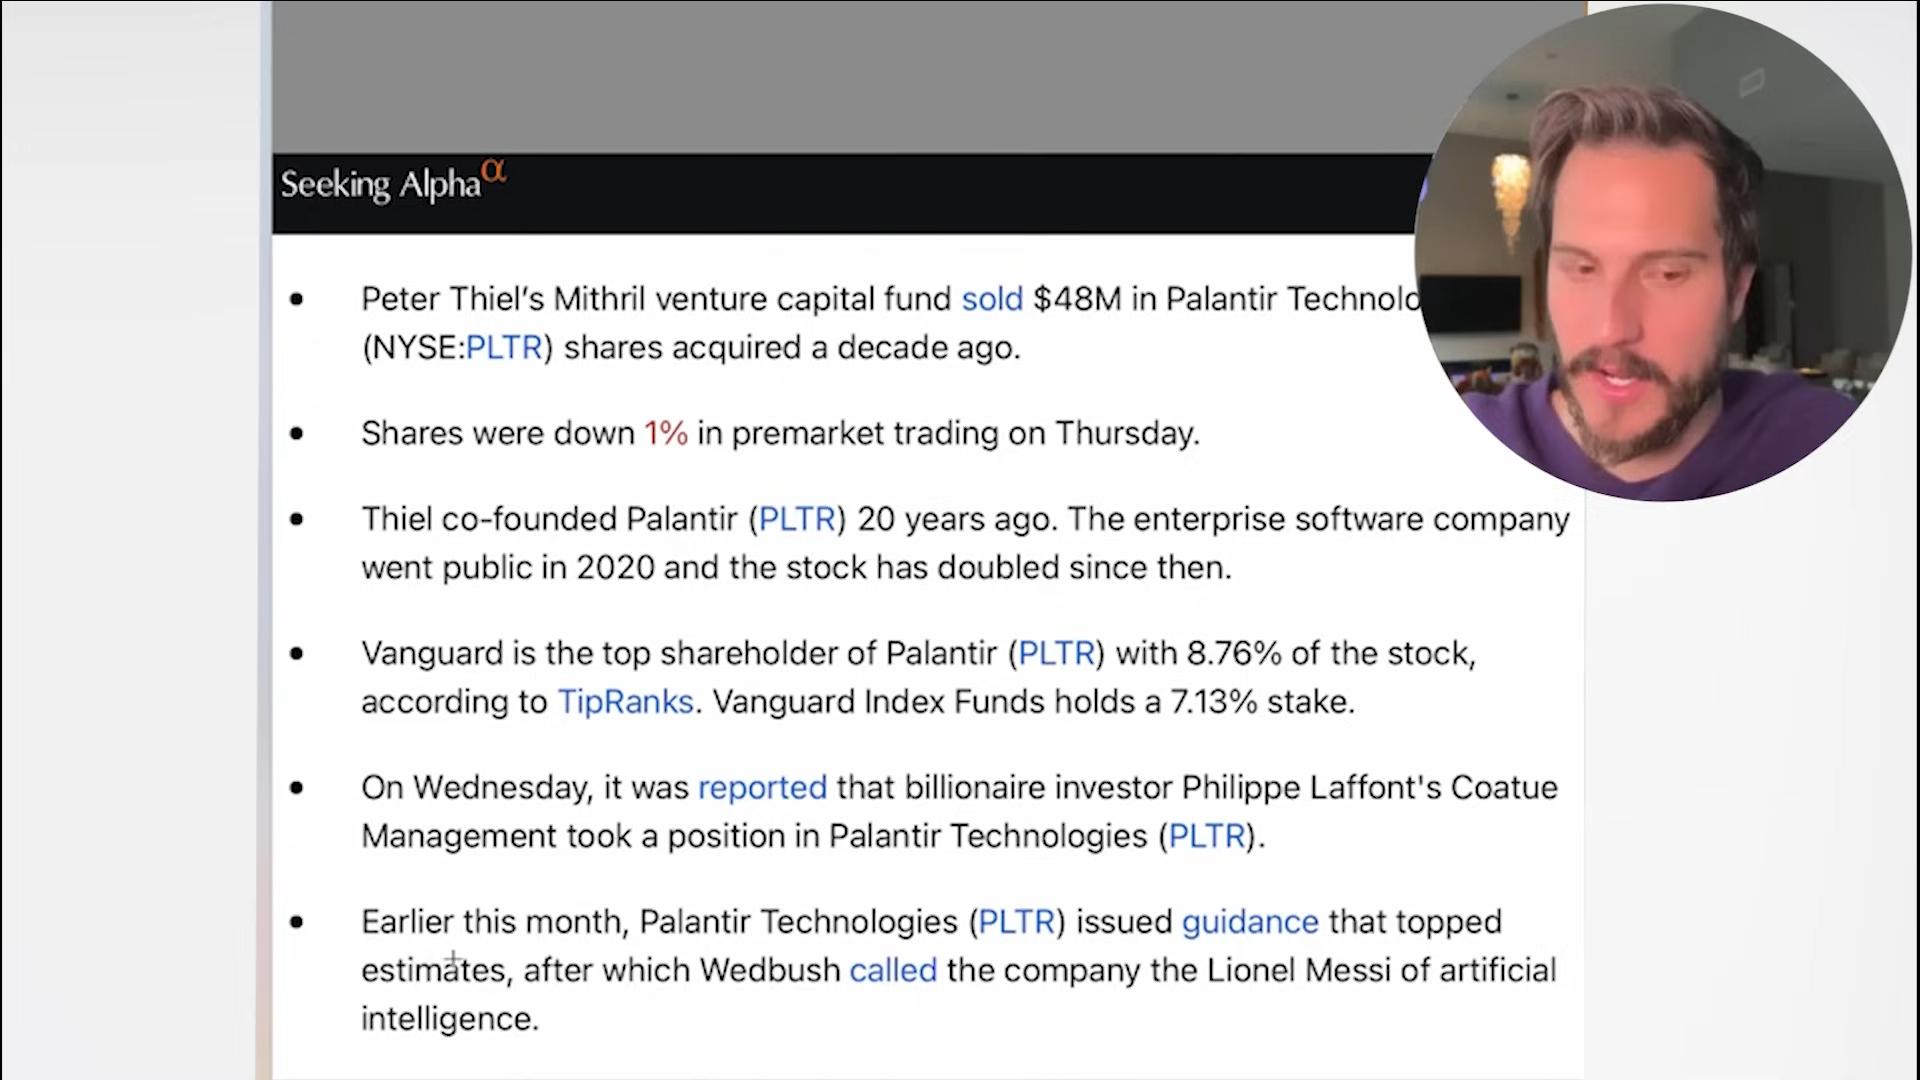 Seeking Alphaα
• Peter Thiel’s Mithril venture capital fund sold $48M in Palantir Technolo
(NYSE:PLTR) shares acquired a decade ago.
• Shares were down 1% in premarket trading on Thursday.
• Thiel co-founded Palantir (PLTR) 20 years ago. The enterprise software company
went public in 2020 and the stock has doubled since then.
• Vanguard is the top shareholder of Palantir (PLTR) with 8.76% of the stock,
according to TipRanks. Vanguard Index Funds holds a 7.13% stake.
• On Wednesday, it was reported that billionaire investor Philippe Laffont's Coatue
Management took a position in Palantir Technologies (PLTR).
• Earlier this month, Palantir Technologies (PLTR) issued guidance that topped
estimates, after which Wedbush called the company the Lionel Messi of artificial
intelligence.